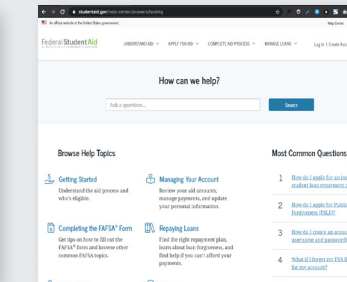 studentaid.gov/help-center/answers/landing
An official website of the United States government.
Help Center
Federal Student Aid
UNDERSTAND AID
APPLY FOR AID
COMPLETE AID PROCESS
MANAGE LOANS
Log In | Create Acc
How can we help?
Ask a question...
Search
Browse Help Topics
Getting Started
Understand the aid process and
who's eligible.
Managing Your Account
Review your aid accounts,
manage payments, and update
your personal information.
Completing the FAFSA® Form
Get tips on how to fill out the
FAFSA® form and browse other
common FAFSA topics.
Repaying Loans
Find the right repayment plan,
learn about loan forgiveness, and
find help if you can't afford your
payments.
Most Common Questions
1 How do I apply for an inc
student loan repayment p
2 How do I apply for Public
Forgiveness (PSLF)?
3 How do I create an accou
username and password)
4 What if I forget my FSA ID
for my account?